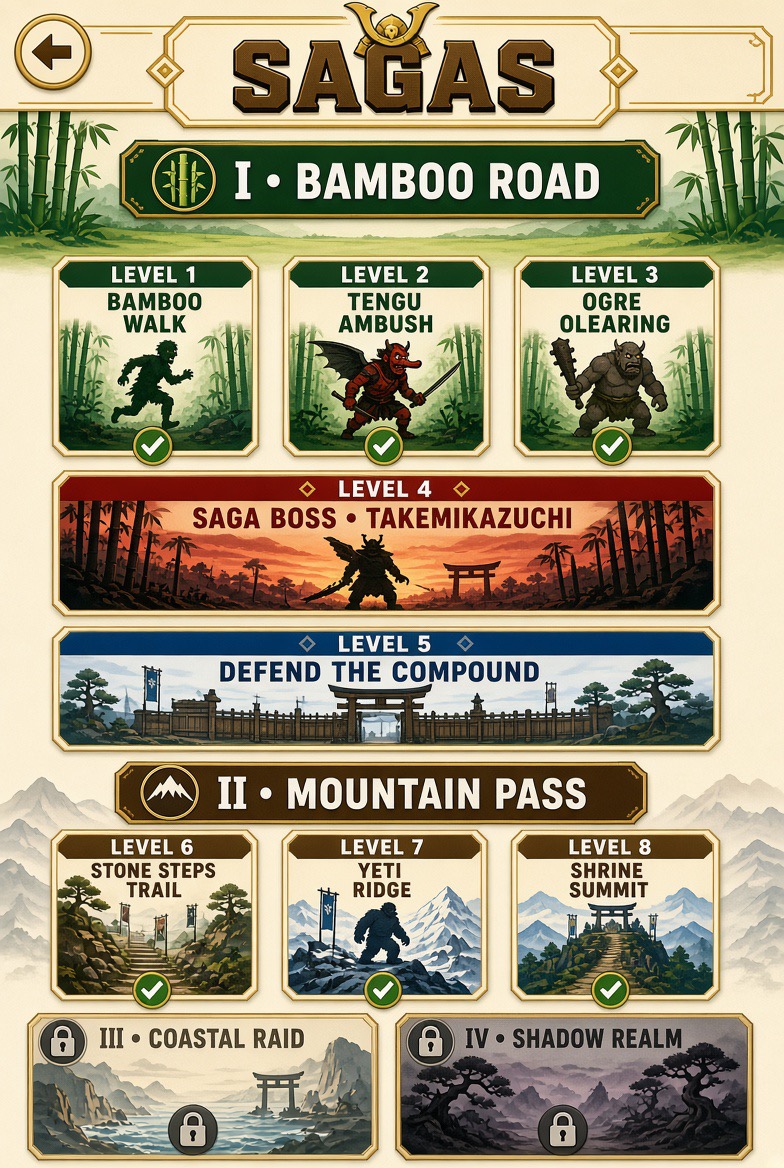 SAGAS
I • BAMBOO ROAD
LEVEL 1
BAMBOO
WALK
LEVEL 2
TENGU
AMBUSH
LEVEL 3
OGRE
OLEARING
LEVEL 4
SAGA BOSS • TAKEMIKAZUCHI
LEVEL 5
DEFEND THE COMPOUND
II • MOUNTAIN PASS
LEVEL 6
STONE STEPS
TRAIL
LEVEL 7
YETI
RIDGE
LEVEL 8
SHRINE
SUMMIT
III • COASTAL RAID
IV • SHADOW REALM